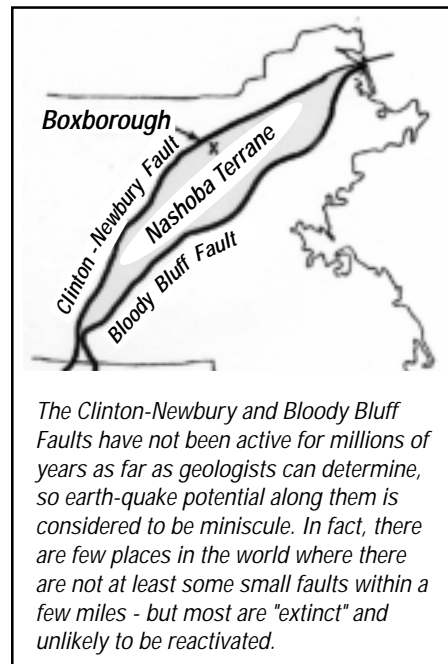 Boxborough
x
Clinton - Newbury Fault
Nashoba Terrane
Bloody Bluff Fault
The Clinton-Newbury and Bloody Bluff
Faults have not been active for millions of
years as far as geologists can determine,
so earth-quake potential along them is
considered to be miniscule. In fact, there
are few places in the world where there
are not at least some small faults within a
few miles - but most are "extinct" and
unlikely to be reactivated.